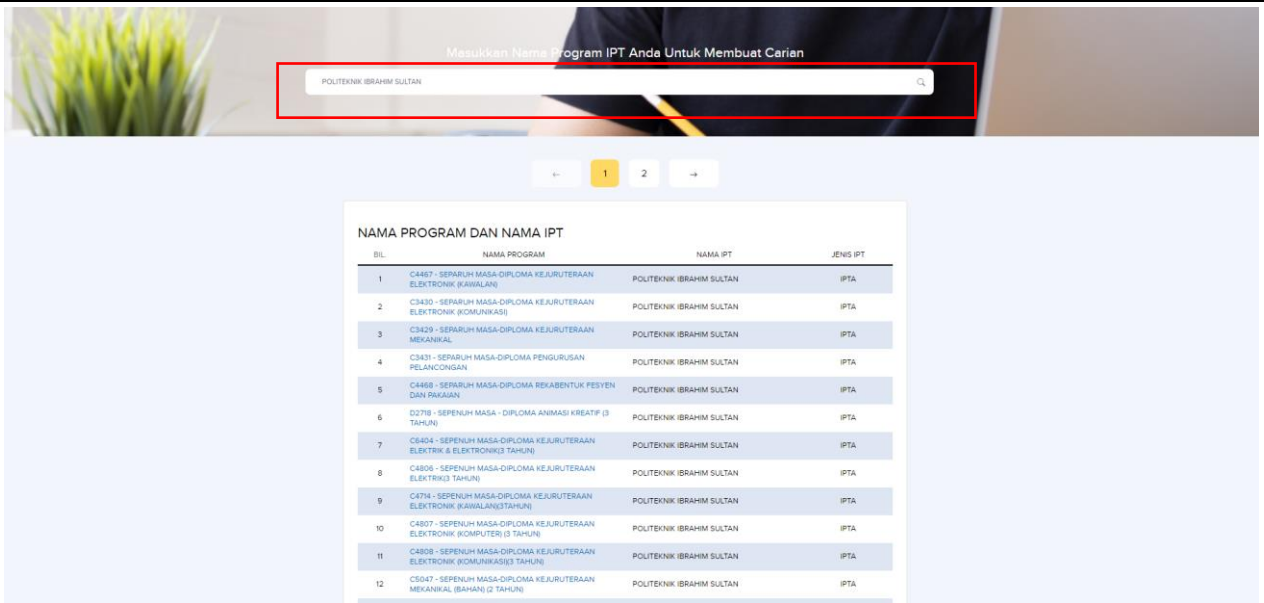 Masukkan Nama Program IPT Anda Untuk Membuat Carian
POLITEKNIK IBRAHIM SULTAN
← 1 2 →
NAMA PROGRAM DAN NAMA IPT
BIL. NAMA PROGRAM NAMA IPT JENIS IPT
1 C4467 - SEPARUH MASA-DIPLOMA KEJURUTERAAN ELEKTRONIK (KAWALAN) POLITEKNIK IBRAHIM SULTAN IPTA
2 C3430 - SEPARUH MASA-DIPLOMA KEJURUTERAAN ELEKTRONIK (KOMUNIKASI) POLITEKNIK IBRAHIM SULTAN IPTA
3 C3429 - SEPARUH MASA-DIPLOMA KEJURUTERAAN MEKANIKAL POLITEKNIK IBRAHIM SULTAN IPTA
4 C3431 - SEPARUH MASA-DIPLOMA PENGURUSAN PELANCONGAN POLITEKNIK IBRAHIM SULTAN IPTA
5 C4468 - SEPARUH MASA-DIPLOMA REKABENTUK FESYEN DAN PAKAIAN POLITEKNIK IBRAHIM SULTAN IPTA
6 D2718 - SEPENUH MASA - DIPLOMA ANIMASI KREATIF (3 TAHUN) POLITEKNIK IBRAHIM SULTAN IPTA
7 C6404 - SEPENUH MASA-DIPLOMA KEJURUTERAAN ELEKTRIK & ELEKTRONIK(3 TAHUN) POLITEKNIK IBRAHIM SULTAN IPTA
8 C4806 - SEPENUH MASA-DIPLOMA KEJURUTERAAN ELEKTRIK(3 TAHUN) POLITEKNIK IBRAHIM SULTAN IPTA
9 C4714 - SEPENUH MASA-DIPLOMA KEJURUTERAAN ELEKTRONIK (KAWALAN)(3TAHUN) POLITEKNIK IBRAHIM SULTAN IPTA
10 C4807 - SEPENUH MASA-DIPLOMA KEJURUTERAAN ELEKTRONIK (KOMPUTER) (3 TAHUN) POLITEKNIK IBRAHIM SULTAN IPTA
11 C4808 - SEPENUH MASA-DIPLOMA KEJURUTERAAN ELEKTRONIK (KOMUNIKASI)(3 TAHUN) POLITEKNIK IBRAHIM SULTAN IPTA
12 C5047 - SEPENUH MASA-DIPLOMA KEJURUTERAAN MEKANIKAL (BAHAN) (2 TAHUN) POLITEKNIK IBRAHIM SULTAN IPTA